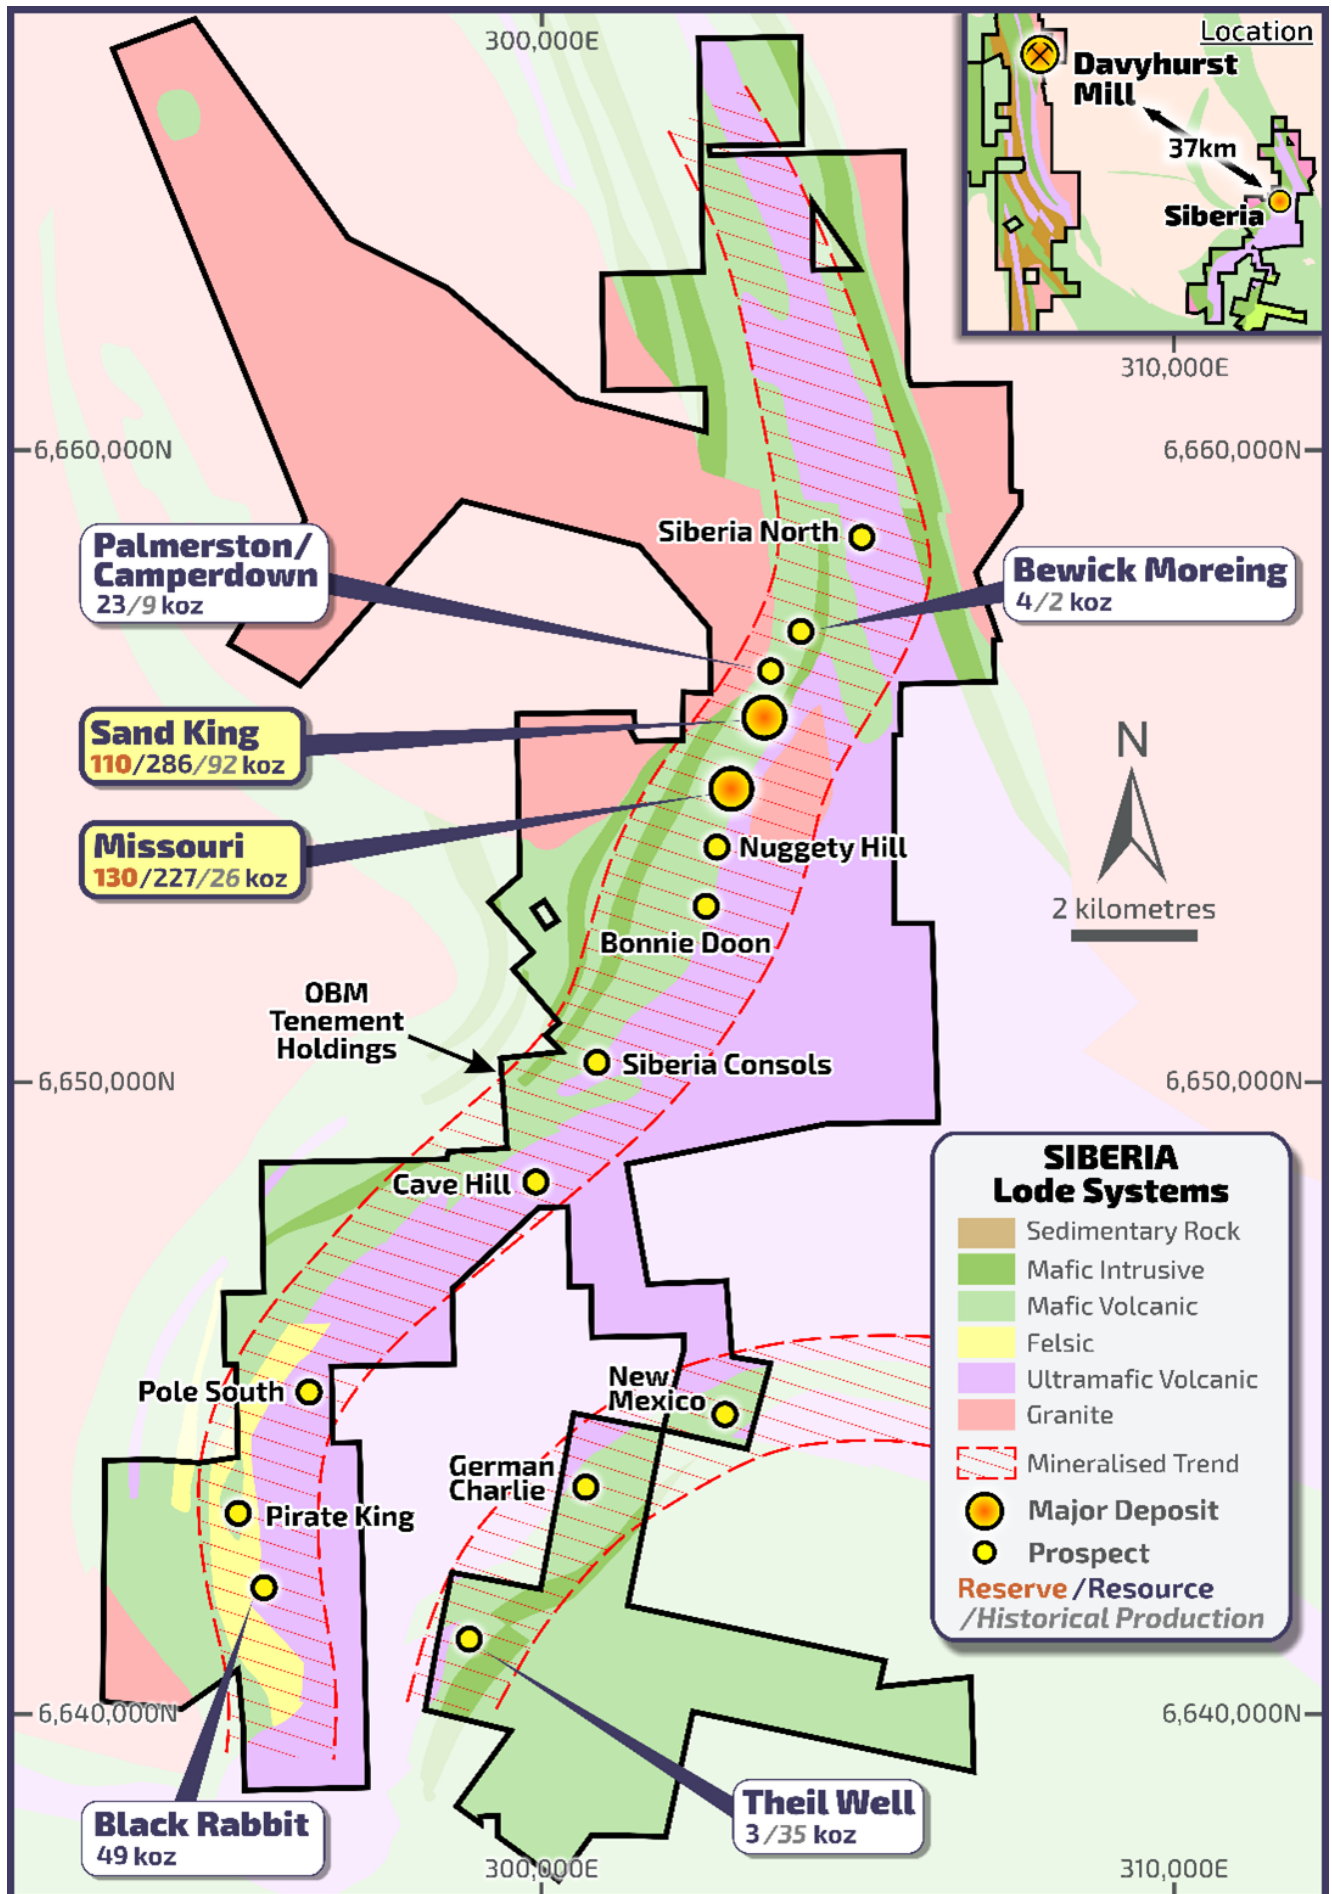 300,000E
Location
Davyhurst
Mill
37km
Siberia
310,000E
6,660,000N
6,660,000N
Siberia North
Palmerston/
Camperdown
23/9 koz
Bewick Moreing
4/2 koz
Sand King
110/286/92 koz
Missouri
130/227/26 koz
N
2 kilometres
Nuggety Hill
Bonnie Doon
OBM
Tenement
Holdings
Siberia Consols
6,650,000N
6,650,000N
Cave Hill
SIBERIA
Lode Systems
Sedimentary Rock
Mafic Intrusive
Mafic Volcanic
Felsic
Ultramafic Volcanic
Granite
Mineralised Trend
Major Deposit
Prospect
Reserve/Resource
/Historical Production
Pole South
New
Mexico
German
Charlie
Pirate King
6,640,000N
6,640,000N
Black Rabbit
49 koz
Theil Well
3/35 koz
300,000E
310,000E